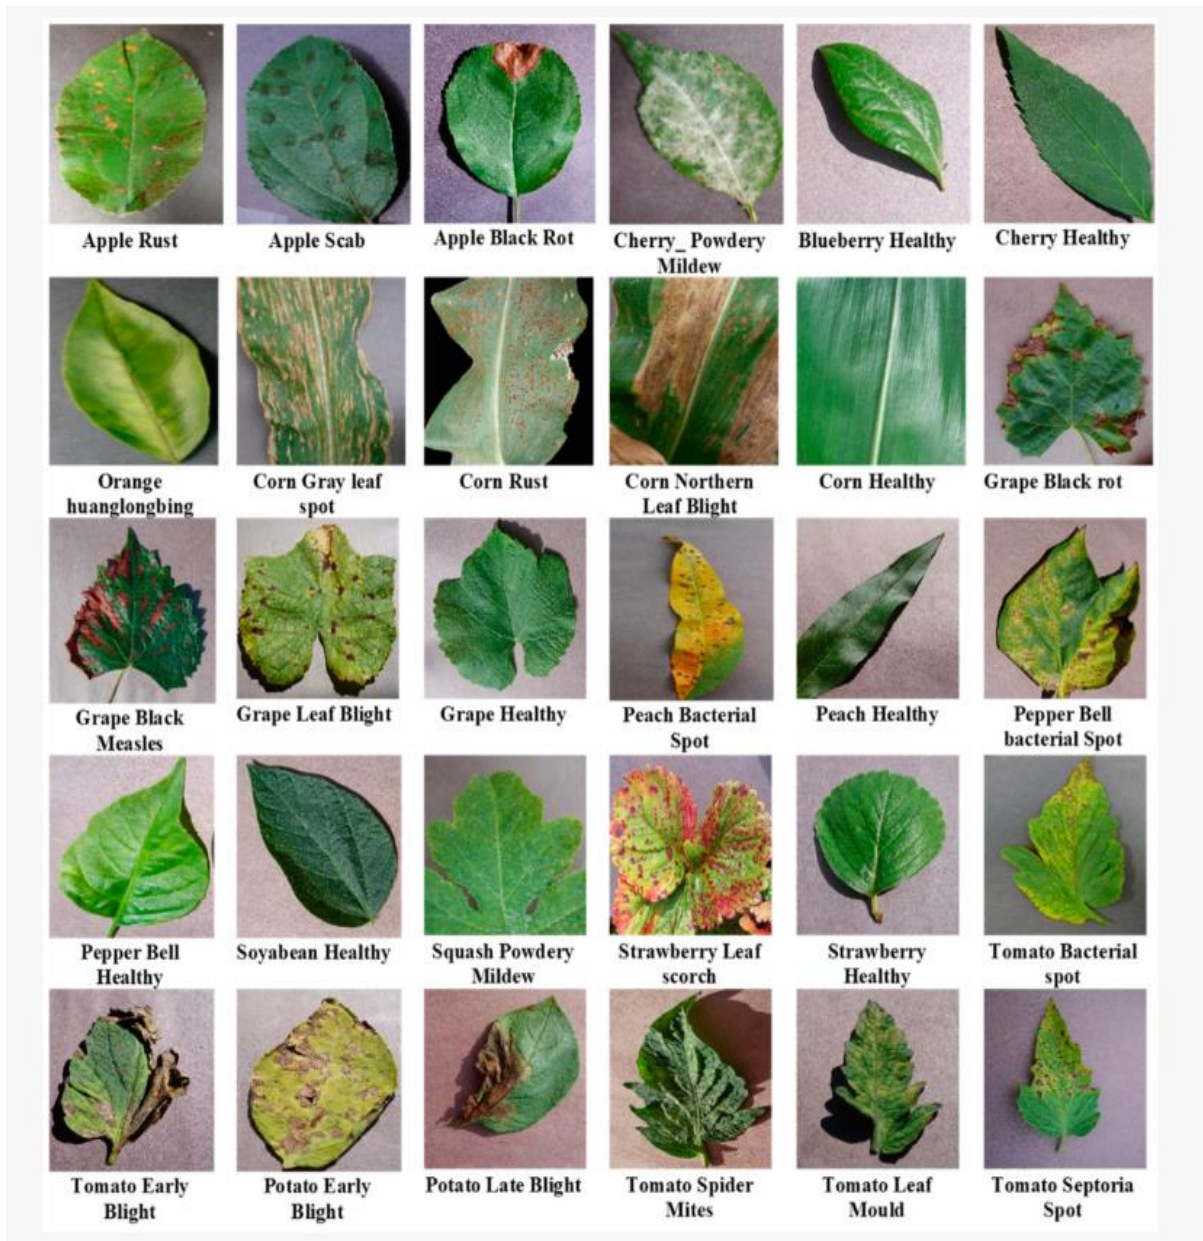 Apple Rust
Apple Scab
Apple Black Rot
Cherry_ Powdery
Mildew
Blueberry Healthy
Cherry Healthy
Orange
huanglongbing
Corn Gray leaf
spot
Corn Rust
Corn Northern
Leaf Blight
Corn Healthy
Grape Black rot
Grape Black
Measles
Grape Leaf Blight
Grape Healthy
Peach Bacterial
Spot
Peach Healthy
Pepper Bell
bacterial Spot
Pepper Bell
Healthy
Soyabean Healthy
Squash Powdery
Mildew
Strawberry Leaf
scorch
Strawberry
Healthy
Tomato Bacterial
spot
Tomato Early
Blight
Potato Early
Blight
Potato Late Blight
Tomato Spider
Mites
Tomato Leaf
Mould
Tomato Septoria
Spot